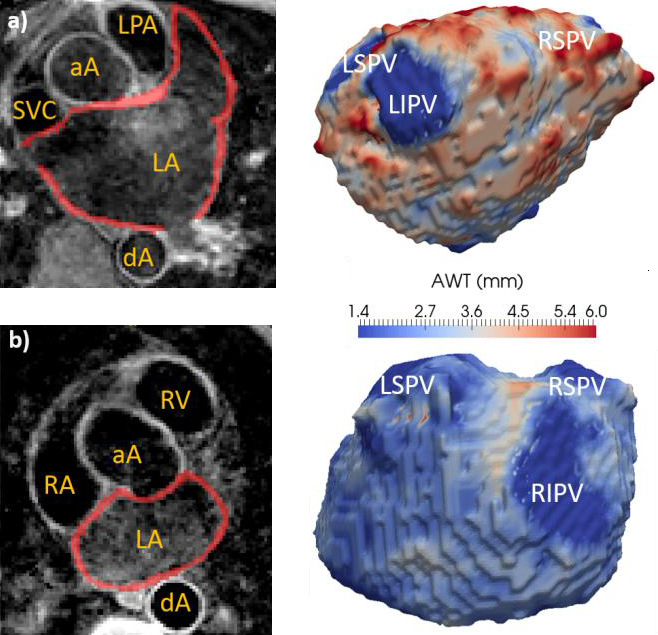 a)
LPA
aA
SVC
LA
dA
LSPV
RSPV
LIPV
AWT (mm)
1.4 2.7 3.6 4.5 5.4 6.0
b)
RV
aA
RA
LA
dA
LSPV
RSPV
RIPV